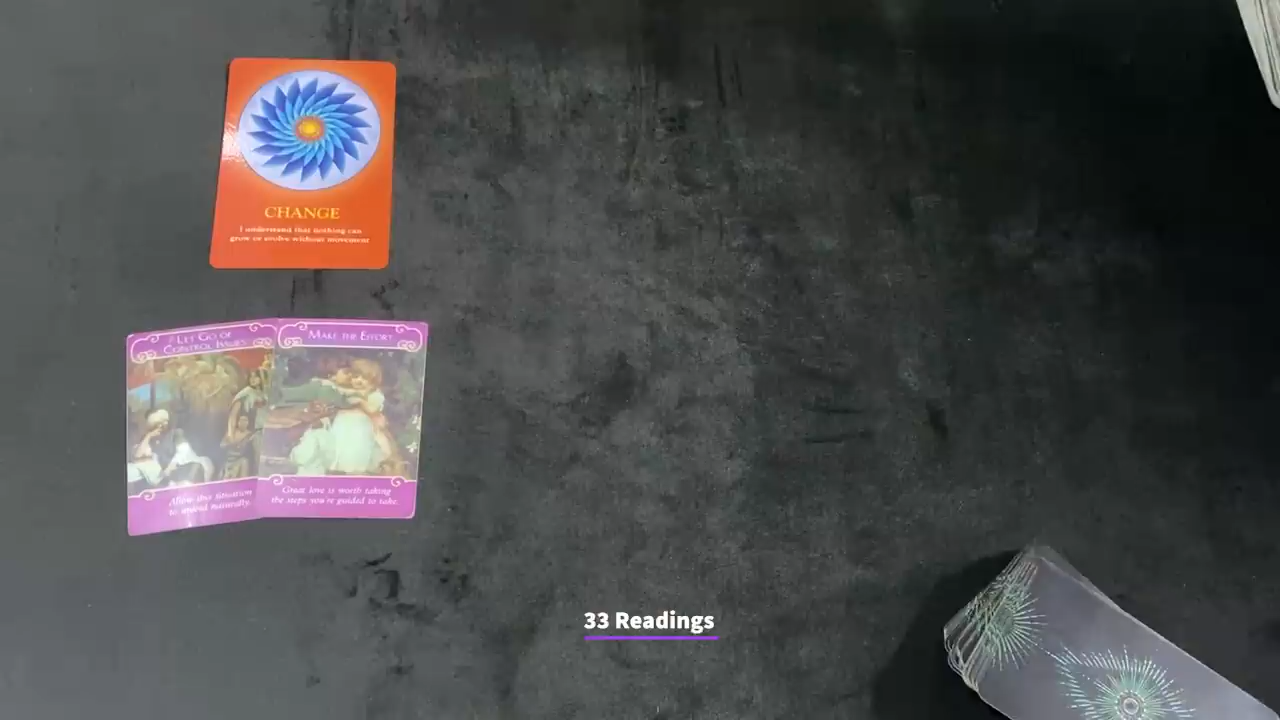 CHANGE
I understand that nothing can
grow or evolve without movement
LET GO OF
CONTROL ISSUES
MAKE THE EFFORT
Allow this situation
to unfold naturally.
Great love is worth taking
the steps you're guided to take.
33 Readings